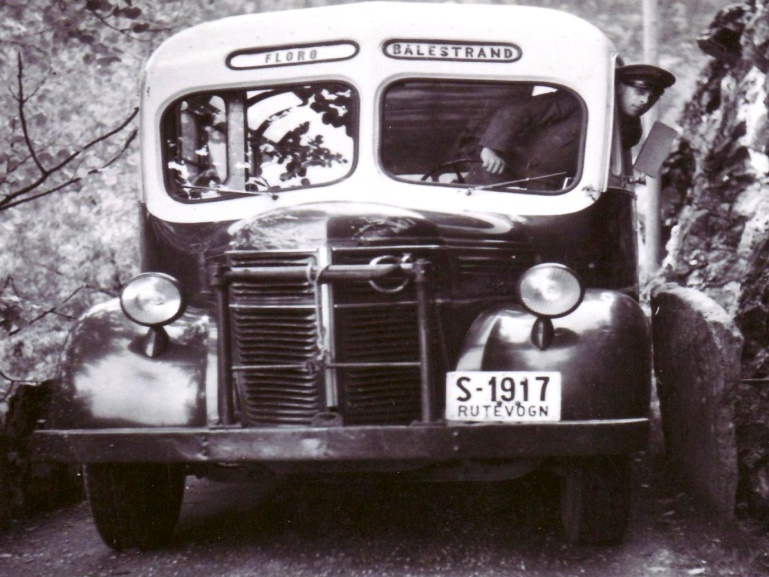 FLORØ
BALESTRAND
S-1917
RUTEVOGN